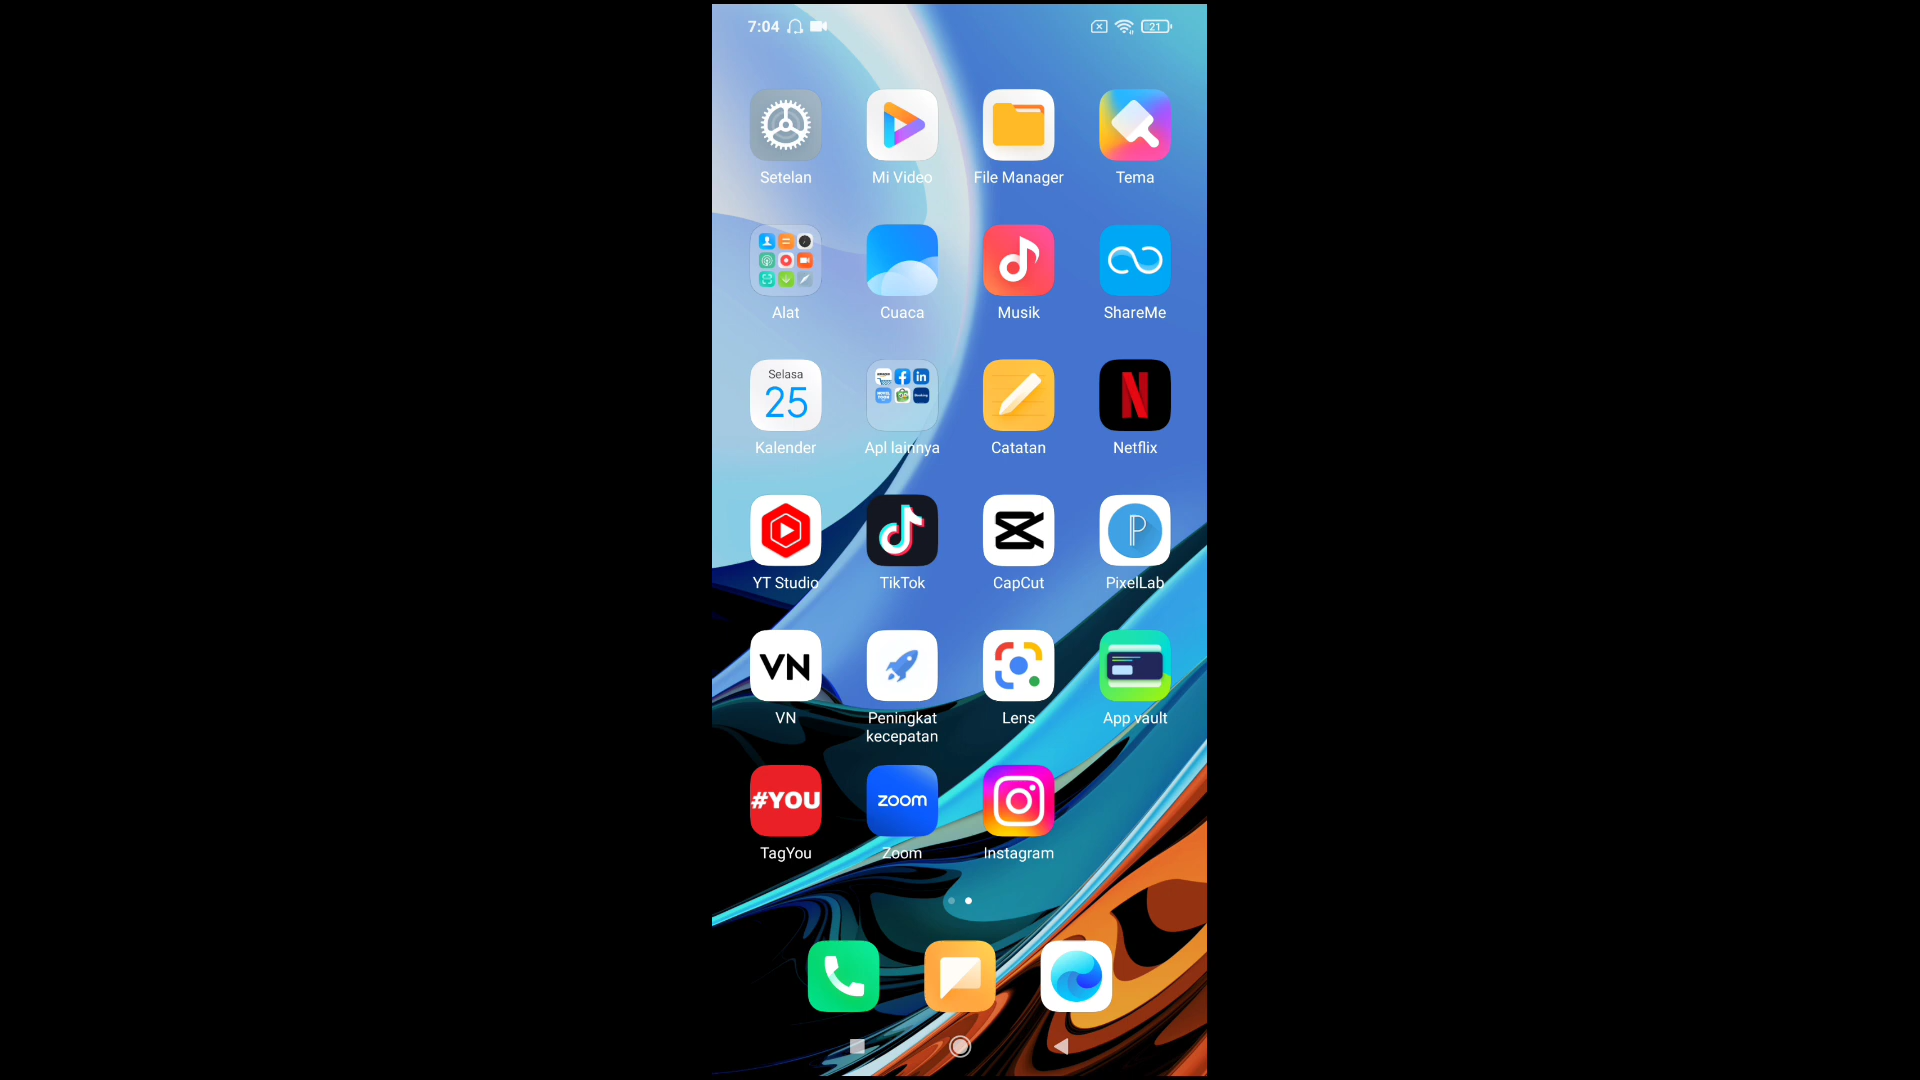 7:04
21
Setelan
Mi Video
File Manager
Tema
Alat
Cuaca
Musik
ShareMe
Selasa
25
Kalender
Apl lainnya
Catatan
N
Netflix
YT Studio
TikTok
CapCut
P
PixelLab
VN
VN
Peningkat
kecepatan
Lens
App vault
#YOU
TagYou
zoom
Zoom
Instagram